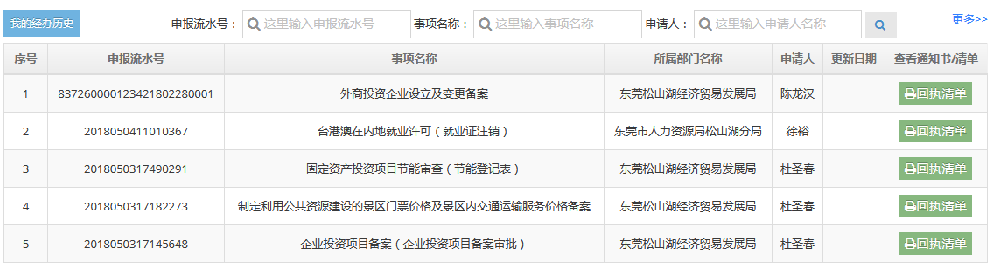 我的经办历史 申报流水号： 这里输入申报流水号 事项名称： 这里输入事项名称 申请人： 这里输入申请人名称 更多>>
序号 申报流水号 事项名称 所属部门名称 申请人 更新日期 查看通知书/清单
1 837260000123421802280001 外商投资企业设立及变更备案 东莞松山湖经济贸易发展局 陈龙汉 回执清单
2 2018050411010367 台港澳在内地就业许可（就业证注销） 东莞市人力资源局松山湖分局 徐裕 回执清单
3 2018050317490291 固定资产投资项目节能审查（节能登记表） 东莞松山湖经济贸易发展局 杜圣春 回执清单
4 2018050317182273 制定利用公共资源建设的景区门票价格及景区内交通运输服务价格备案 东莞松山湖经济贸易发展局 杜圣春 回执清单
5 2018050317145648 企业投资项目备案（企业投资项目备案审批） 东莞松山湖经济贸易发展局 杜圣春 回执清单